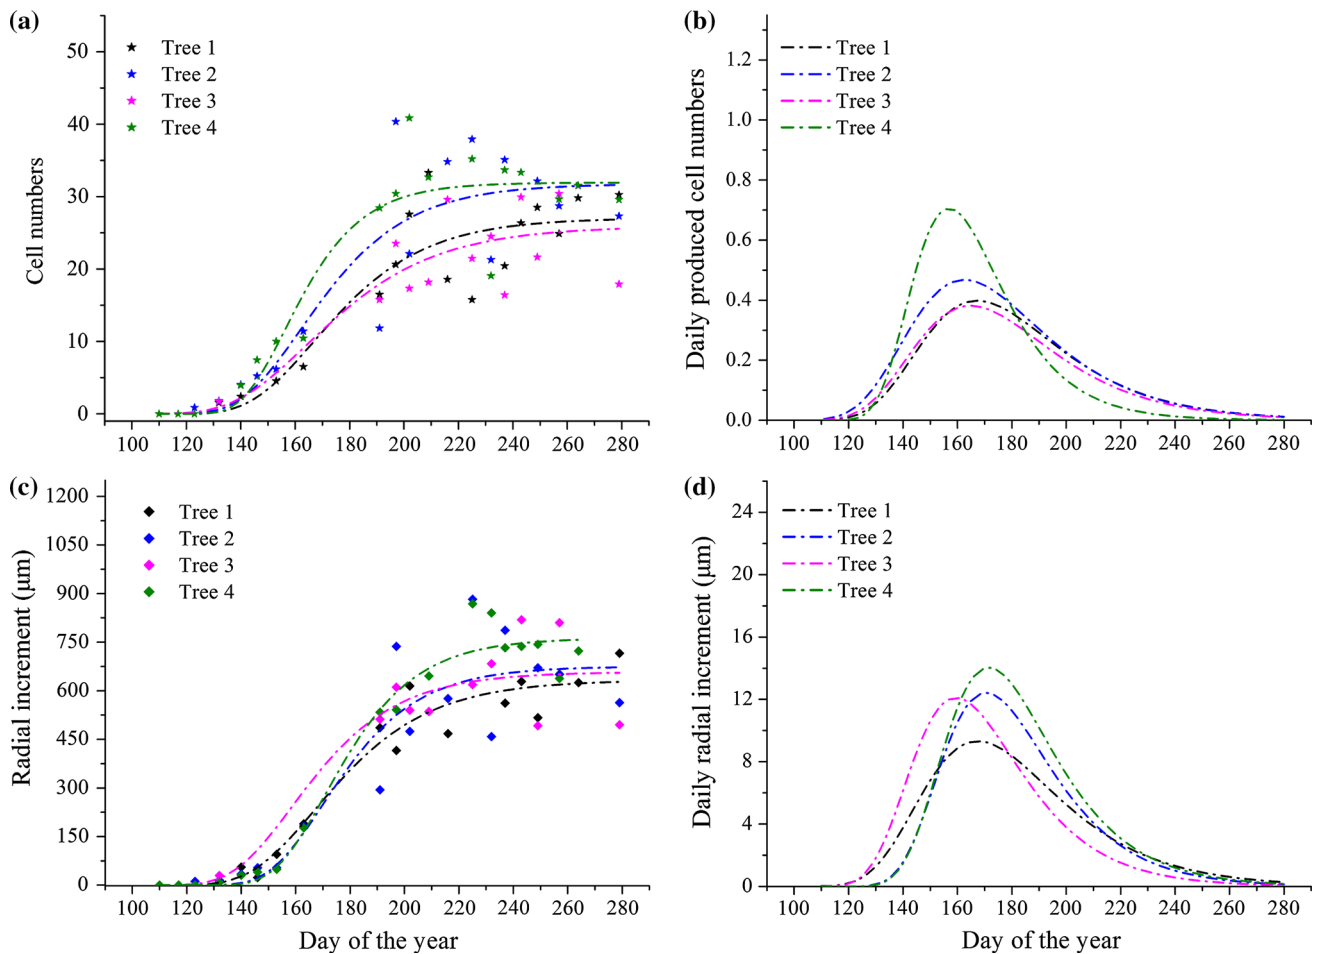 (a)
Cell numbers
50
40
30
20
10
0
Tree 1
Tree 2
Tree 3
Tree 4
100 120 140 160 180 200 220 240 260 280
(b)
Daily produced cell numbers
1.2
1.0
0.8
0.6
0.4
0.2
0.0
Tree 1
Tree 2
Tree 3
Tree 4
100 120 140 160 180 200 220 240 260 280
(c)
Radial increment (μm)
1200
1050
900
750
600
450
300
150
0
Tree 1
Tree 2
Tree 3
Tree 4
100 120 140 160 180 200 220 240 260 280
Day of the year
(d)
Daily radial increment (μm)
24
20
16
12
8
4
0
Tree 1
Tree 2
Tree 3
Tree 4
100 120 140 160 180 200 220 240 260 280
Day of the year